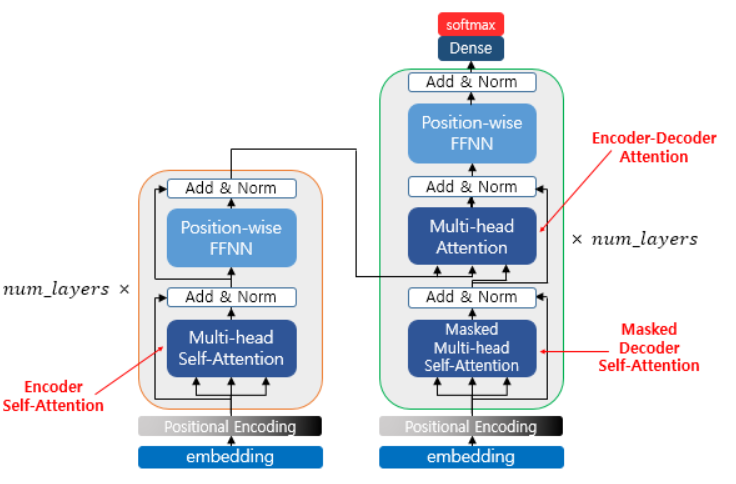 softmax
Dense
Add & Norm
Position-wise
FFNN
Encoder-Decoder
Attention
Add & Norm
Add & Norm
Position-wise
FFNN
Multi-head
Attention
× num_layers
num_layers ×
Add & Norm
Add & Norm
Multi-head
Self-Attention
Masked
Multi-head
Self-Attention
Masked
Decoder
Self-Attention
Encoder
Self-Attention
Positional Encoding
Positional Encoding
embedding
embedding